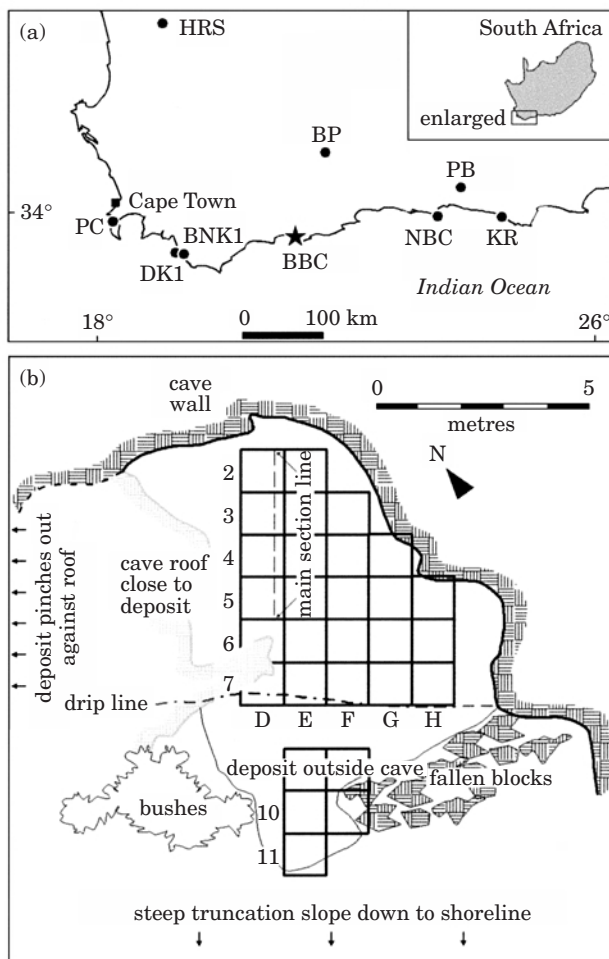 (a)
HRS
South Africa
enlarged
BP
PB
Cape Town
34°
PC
BNK1
DK1
BBC
NBC
KR
Indian Ocean
18°
0 100 km
26°
(b)
cave
wall
0 5
metres
N
2
3
4
5
6
7
main section line
cave roof
close to
deposit
deposit pinches out
against roof
drip line
D E F G H
deposit outside cave
fallen blocks
bushes
10
11
steep truncation slope down to shoreline